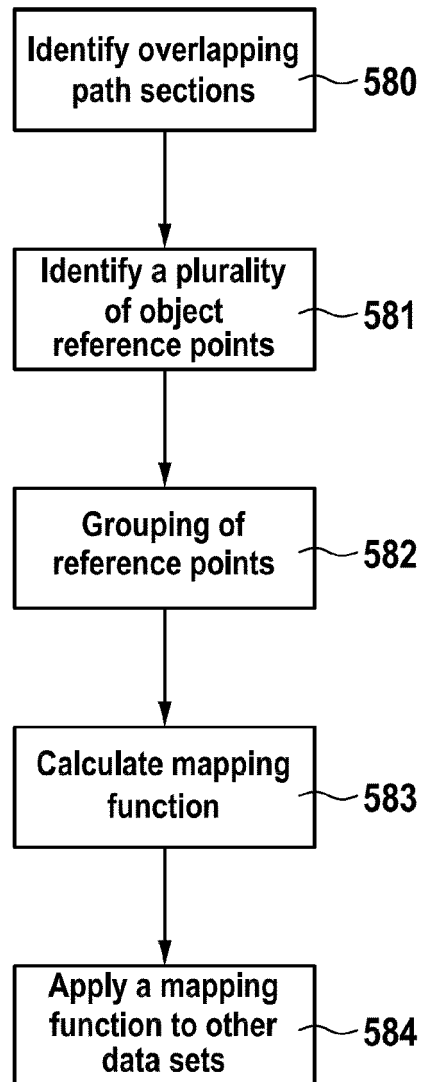 Identify overlapping
path sections
580
Identify a plurality
of object
reference points
581
Grouping of
reference points
582
Calculate mapping
function
583
Apply a mapping
function to other
data sets
584